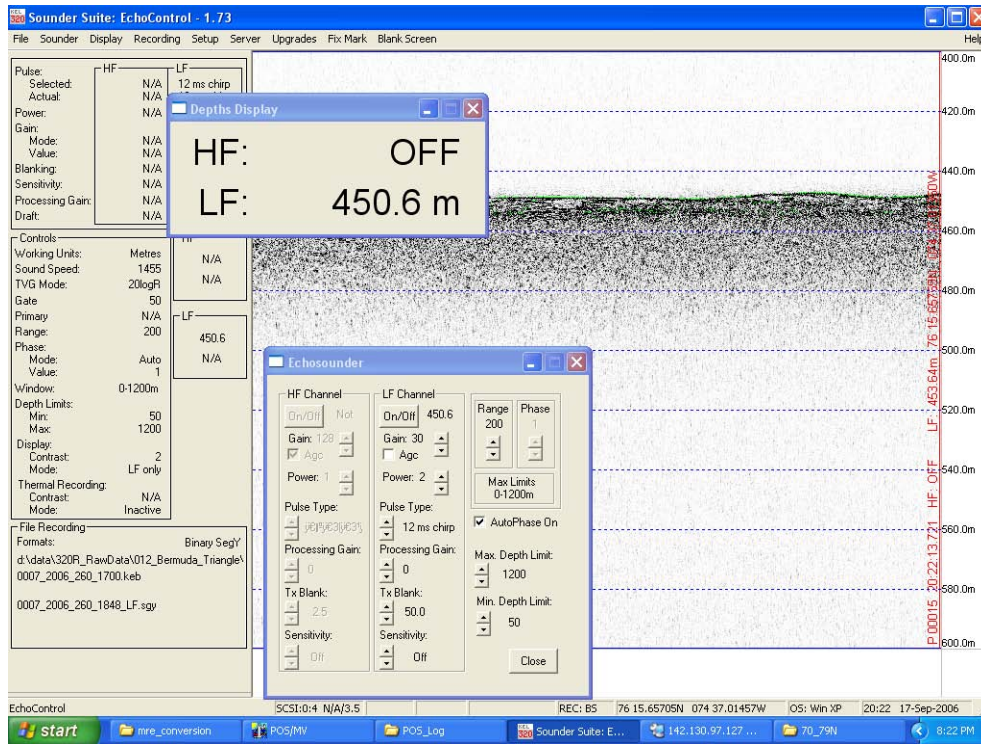 KEL 320 Sounder Suite: EchoControl - 1.73
File Sounder Display Recording Setup Server Upgrades Fix Mark Blank Screen Help
HF LF
Pulse:
Selected: N/A 12 ms chirp
Actual: N/A
Power: N/A
Gain:
Mode: N/A
Value: N/A
Blanking: N/A
Sensitivity: N/A
Processing Gain: N/A
Draft: N/A
Depths Display
HF: OFF
LF: 450.6 m
Controls
Working Units: Metres
Sound Speed: 1455
TVG Mode: 20logR
Gate 50
Primary N/A
Range: 200
Phase:
Mode: Auto
Value: 1
Window: 0-1200m
Depth Limits:
Min: 50
Max: 1200
Display:
Contrast: 2
Mode: LF only
Thermal Recording:
Contrast: N/A
Mode: Inactive
HF
N/A
N/A
LF
450.6
N/A
File Recording
Formats: Binary SegY
d:\data\320R_RawData\012_Bermuda_Triangle\
0007_2006_260_1700.keb
0007_2006_260_1848_LF.sgy
Echosounder
HF Channel
On/Off Not
Gain: 128
Agc
Power: 1
Pulse Type:
Processing Gain:
0
Tx Blank:
2.5
Sensitivity:
Off
LF Channel
On/Off 450.6
Gain: 30
Agc
Power: 2
Pulse Type:
12 ms chirp
Processing Gain:
0
Tx Blank:
50.0
Sensitivity:
Off
Range
200
Phase
1
Max Limits
0-1200m
AutoPhase On
Max. Depth Limit:
1200
Min. Depth Limit:
50
Close
400.0m
420.0m
440.0m
460.0m
480.0m
500.0m
520.0m
540.0m
560.0m
580.0m
600.0m
P 00015 20:22:13.721 HF: OFF LF: 453.64m 76 15.65
EchoControl SCSI:0:4 N/A/3.5 REC: BS 76 15.65705N 074 37.01457W OS: Win XP 20:22 17-Sep-2006
start mre_conversion POS/MV POS_Log KEL 320 Sounder Suite: E... 142.130.97.127 ... 70_79N 8:22 PM